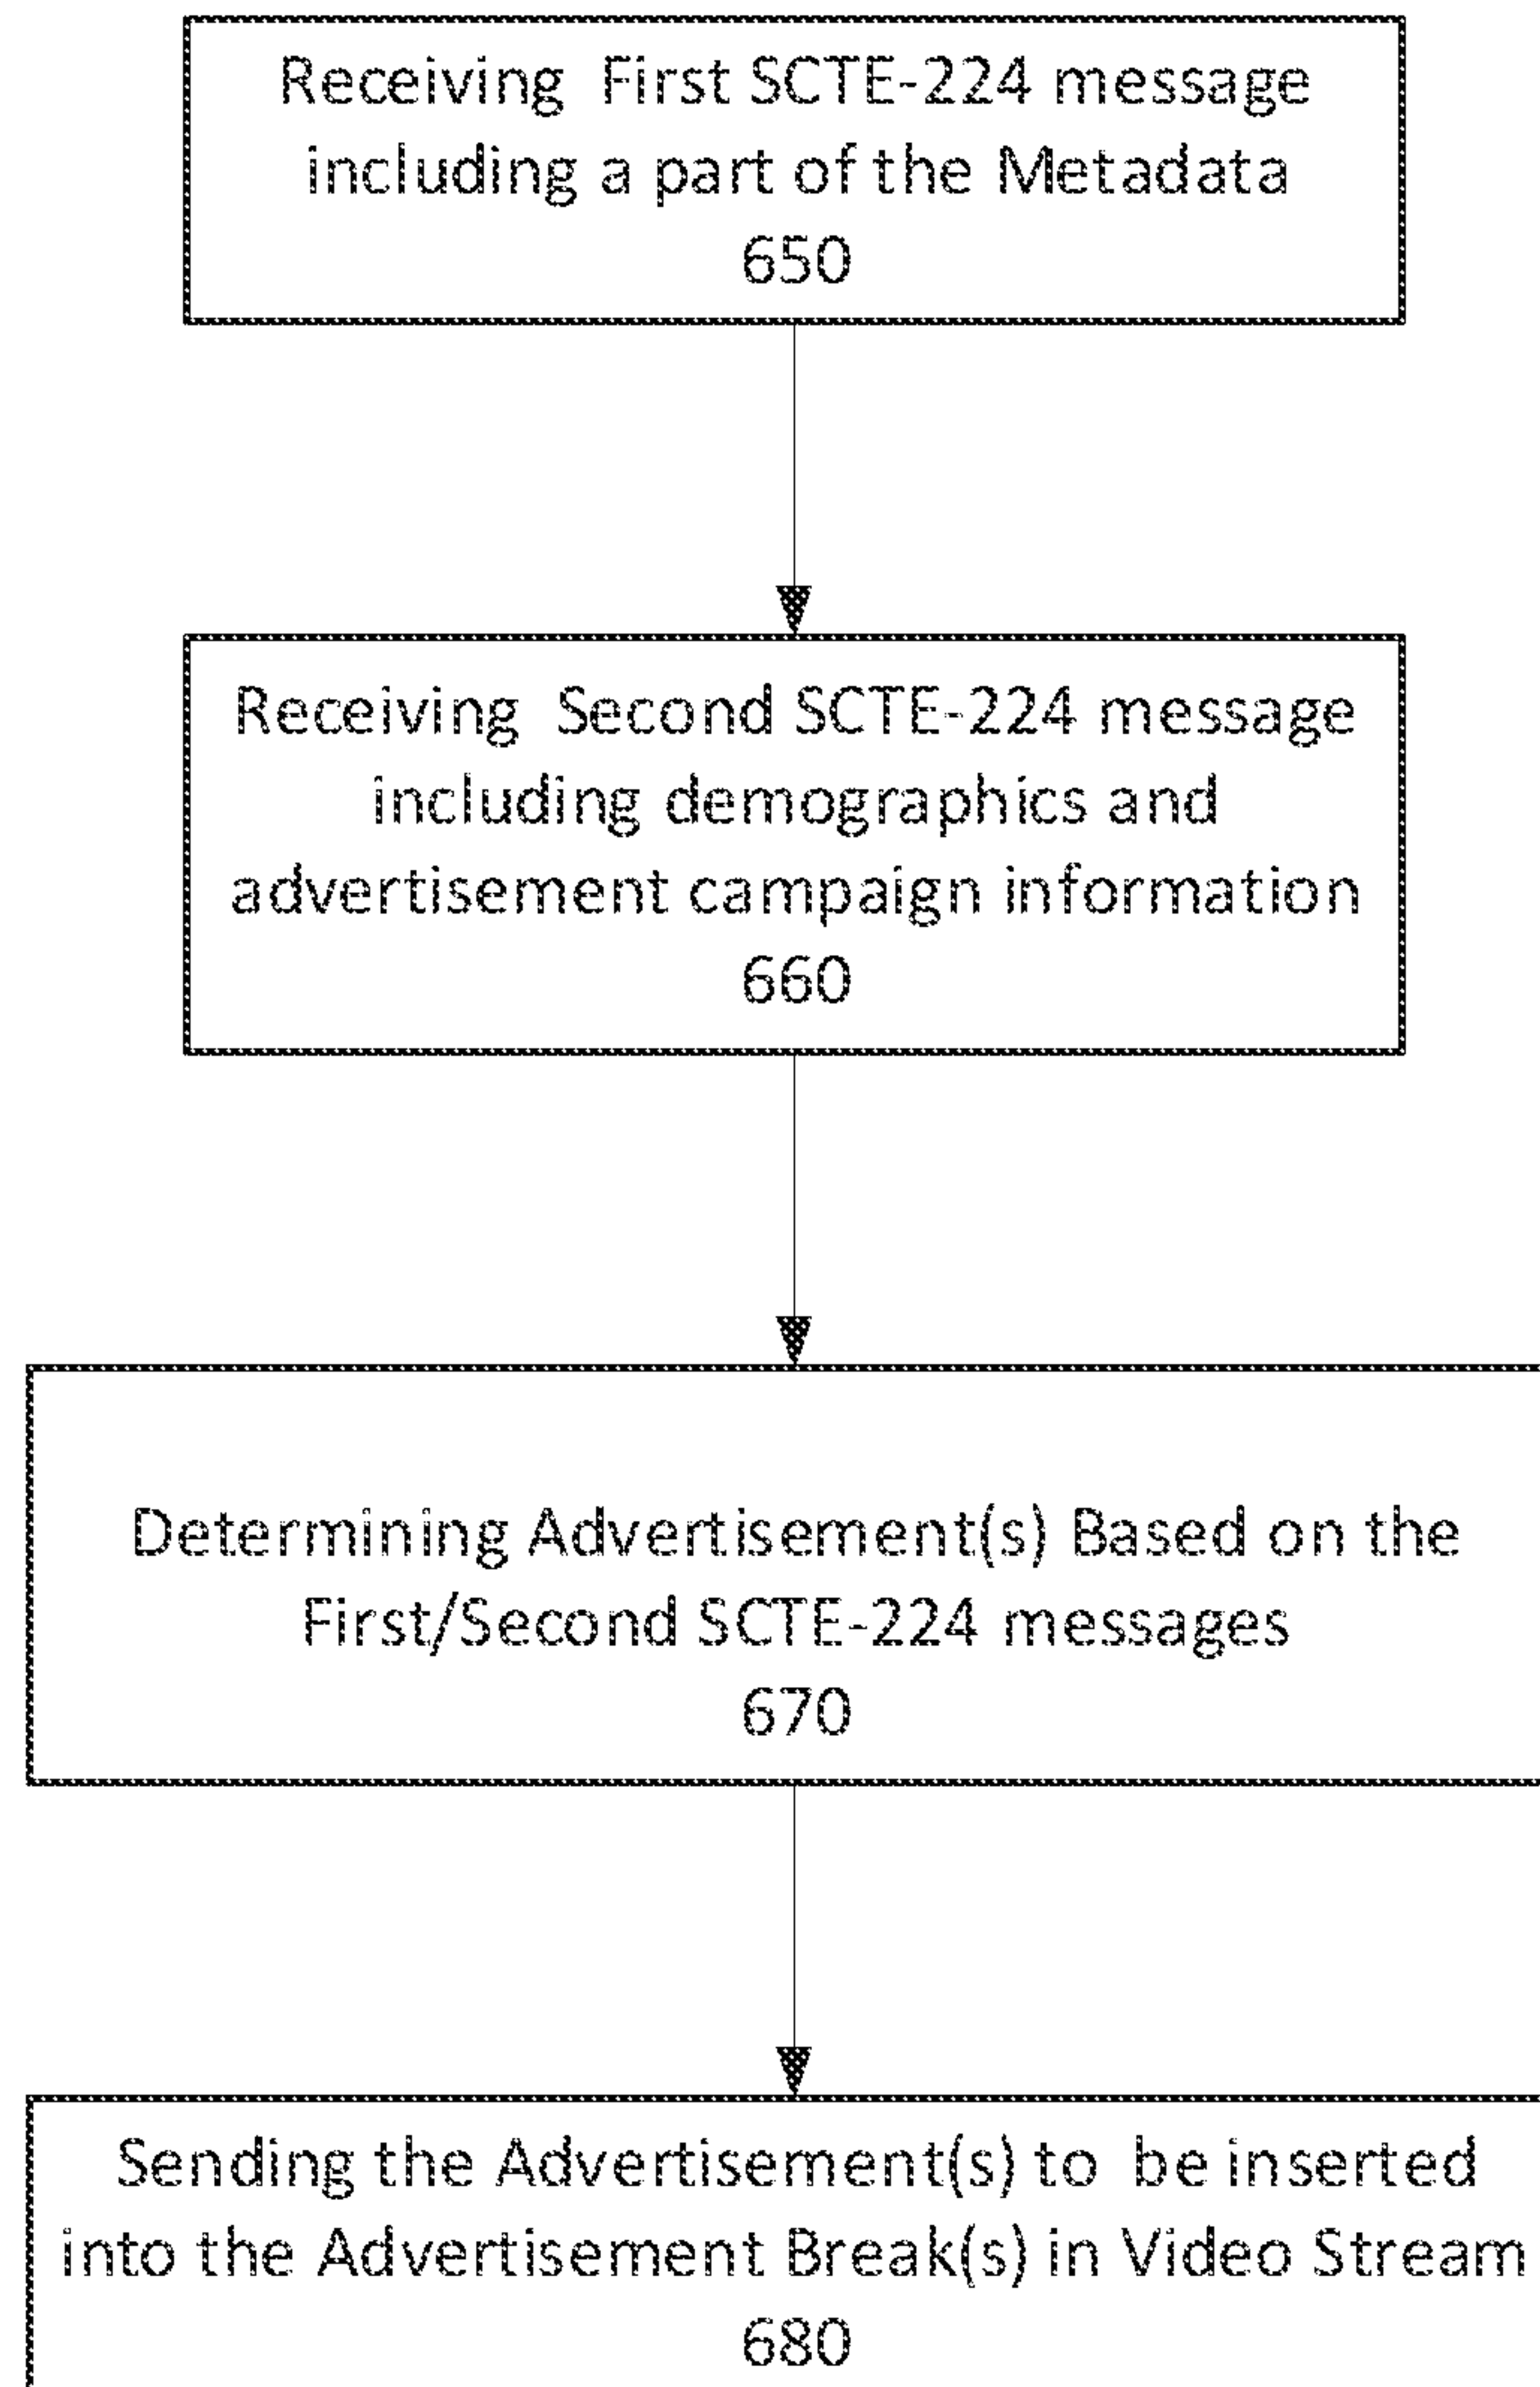 Receiving First SCTE-224 message
including a part of the Metadata
650
Receiving Second SCTE-224 message
including demographics and
advertisement campaign information
660
Determining Advertisement(s) Based on the
First/Second SCTE-224 messages
670
Sending the Advertisement(s) to be inserted
into the Advertisement Break(s) in Video Stream
680